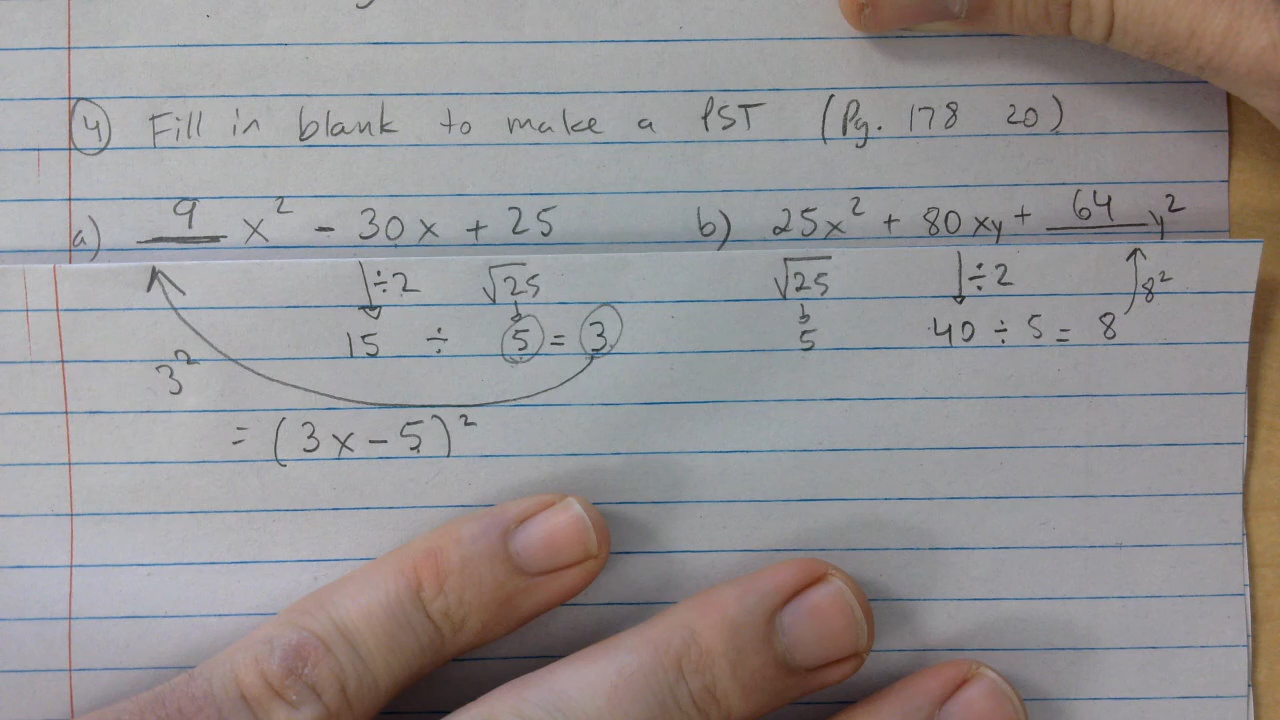 4 Fill in blank to make a PST (Pg. 178 20)
a) 9 x² - 30x + 25 b) 25x² + 80xy + 64 y²
÷2 √25 √25 ÷2 8²
15 ÷ 5 = 3 5 40 ÷ 5 = 8
3²
= (3x - 5)²